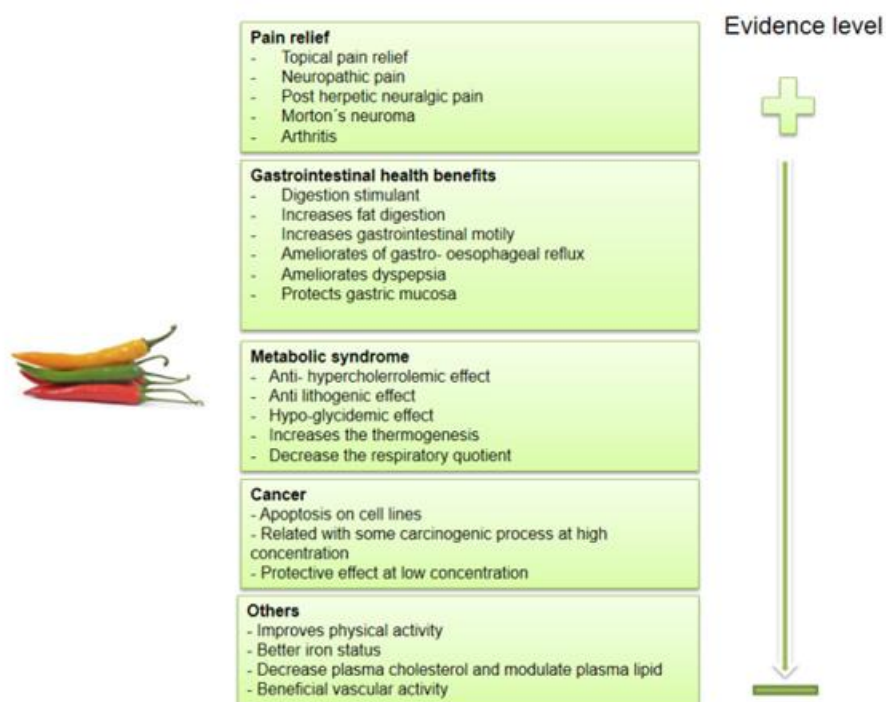 Evidence level
Pain relief
- Topical pain relief
- Neuropathic pain
- Post herpetic neuralgic pain
- Morton´s neuroma
- Arthritis
Gastrointestinal health benefits
- Digestion stimulant
- Increases fat digestion
- Increases gastrointestinal motily
- Ameliorates of gastro- oesophageal reflux
- Ameliorates dyspepsia
- Protects gastric mucosa
Metabolic syndrome
- Anti- hypercholerrolemic effect
- Anti lithogenic effect
- Hypo-glycidemic effect
- Increases the thermogenesis
- Decrease the respiratory quotient
Cancer
- Apoptosis on cell lines
- Related with some carcinogenic process at high
concentration
- Protective effect at low concentration
Others
- Improves physical activity
- Better iron status
- Decrease plasma cholesterol and modulate plasma lipid
- Beneficial vascular activity